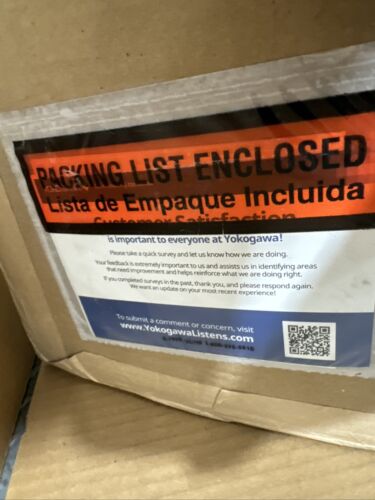 PACKING LIST ENCLOSED
Lista de Empaque Incluida
Customer Satisfaction
is important to everyone at Yokogawa!
Please take a quick survey and let us know how we are doing.
Your feedback is extremely important to us and assists us in identifying areas
that need improvement and helps reinforce what we are doing right.
If you completed surveys in the past, thank you, and please respond again.
We want an update on your most recent experience!
To submit a comment or concern, visit
www.YokogawaListens.com